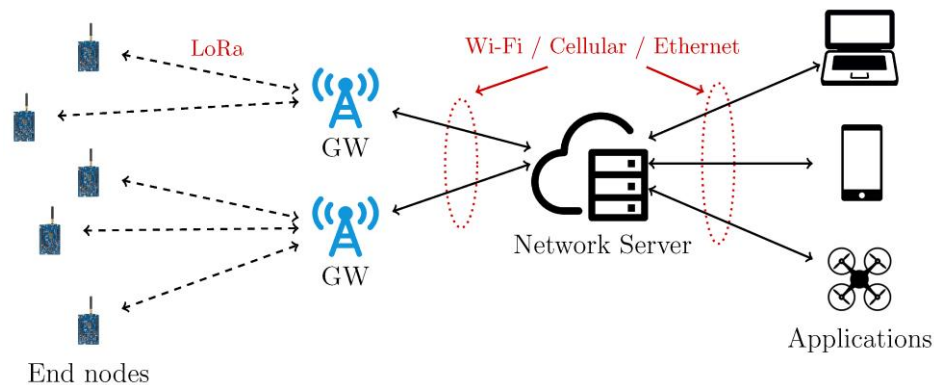 LoRa
Wi-Fi / Cellular / Ethernet
GW
GW
Network Server
Applications
End nodes